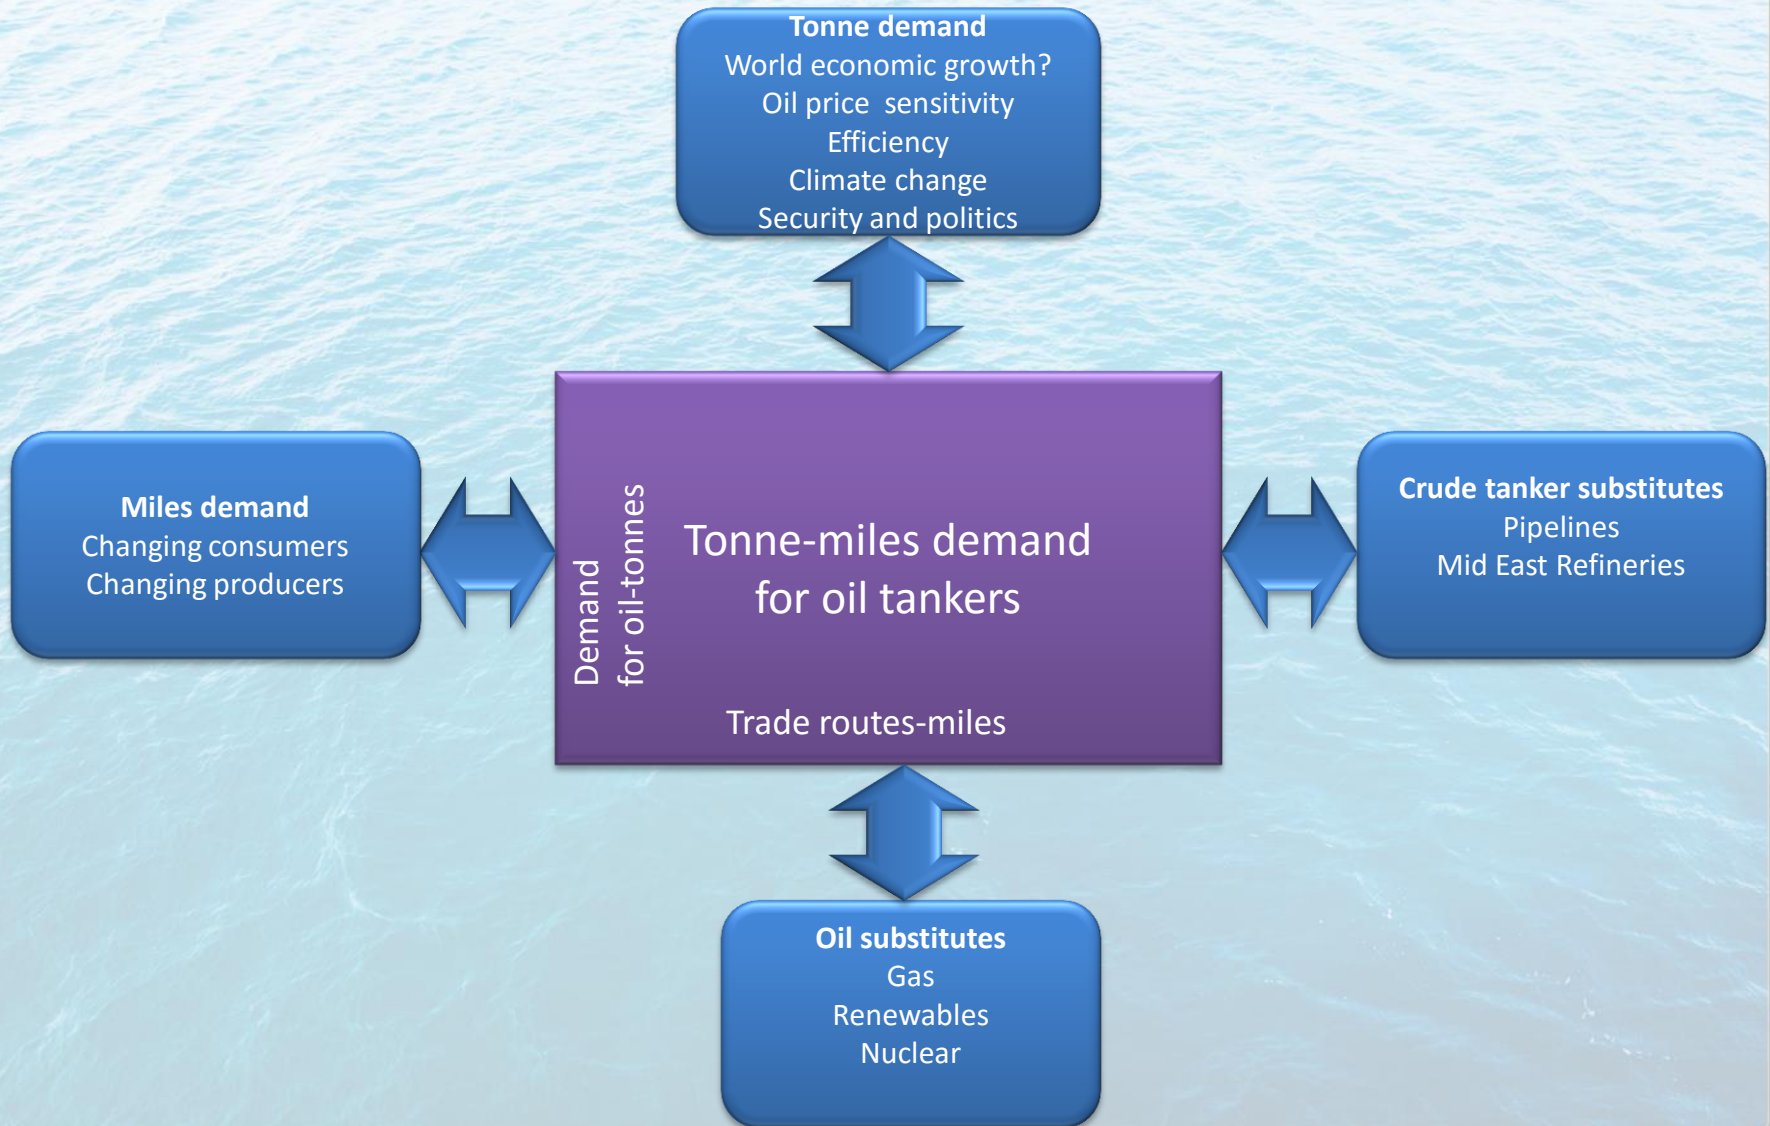 Tonne demand
World economic growth?
Oil price  sensitivity
Efficiency
Climate change
Security and politics
Miles demand
Changing consumers
Changing producers
Demand
for oil-tonnes
Tonne-miles demand
for oil tankers
Trade routes-miles
Crude tanker substitutes
Pipelines
Mid East Refineries
Oil substitutes
Gas
Renewables
Nuclear